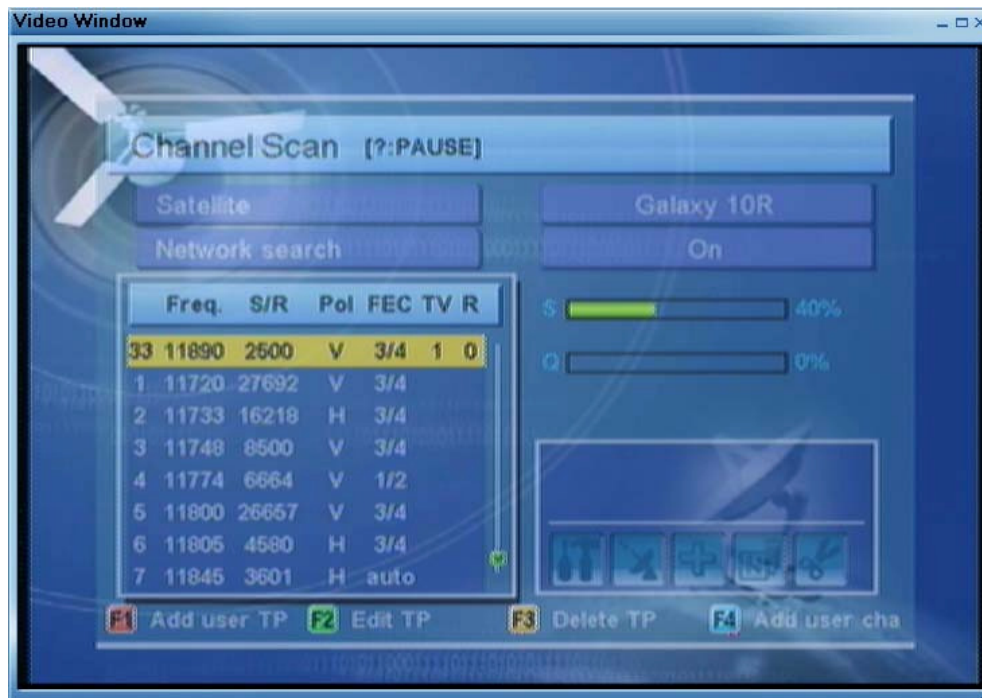 Video Window
Channel Scan [?:PAUSE]
Satellite Galaxy 10R
Network search On
Freq. S/R Pol FEC TV R
S 40%
33 11890 2500 V 3/4 1 0
Q 0%
1 11720 27692 V 3/4
2 11733 16218 H 3/4
3 11748 8500 V 3/4
4 11774 6664 V 1/2
5 11800 26657 V 3/4
6 11805 4580 H 3/4
7 11845 3601 H auto
F1 Add user TP F2 Edit TP F3 Delete TP F4 Add user cha